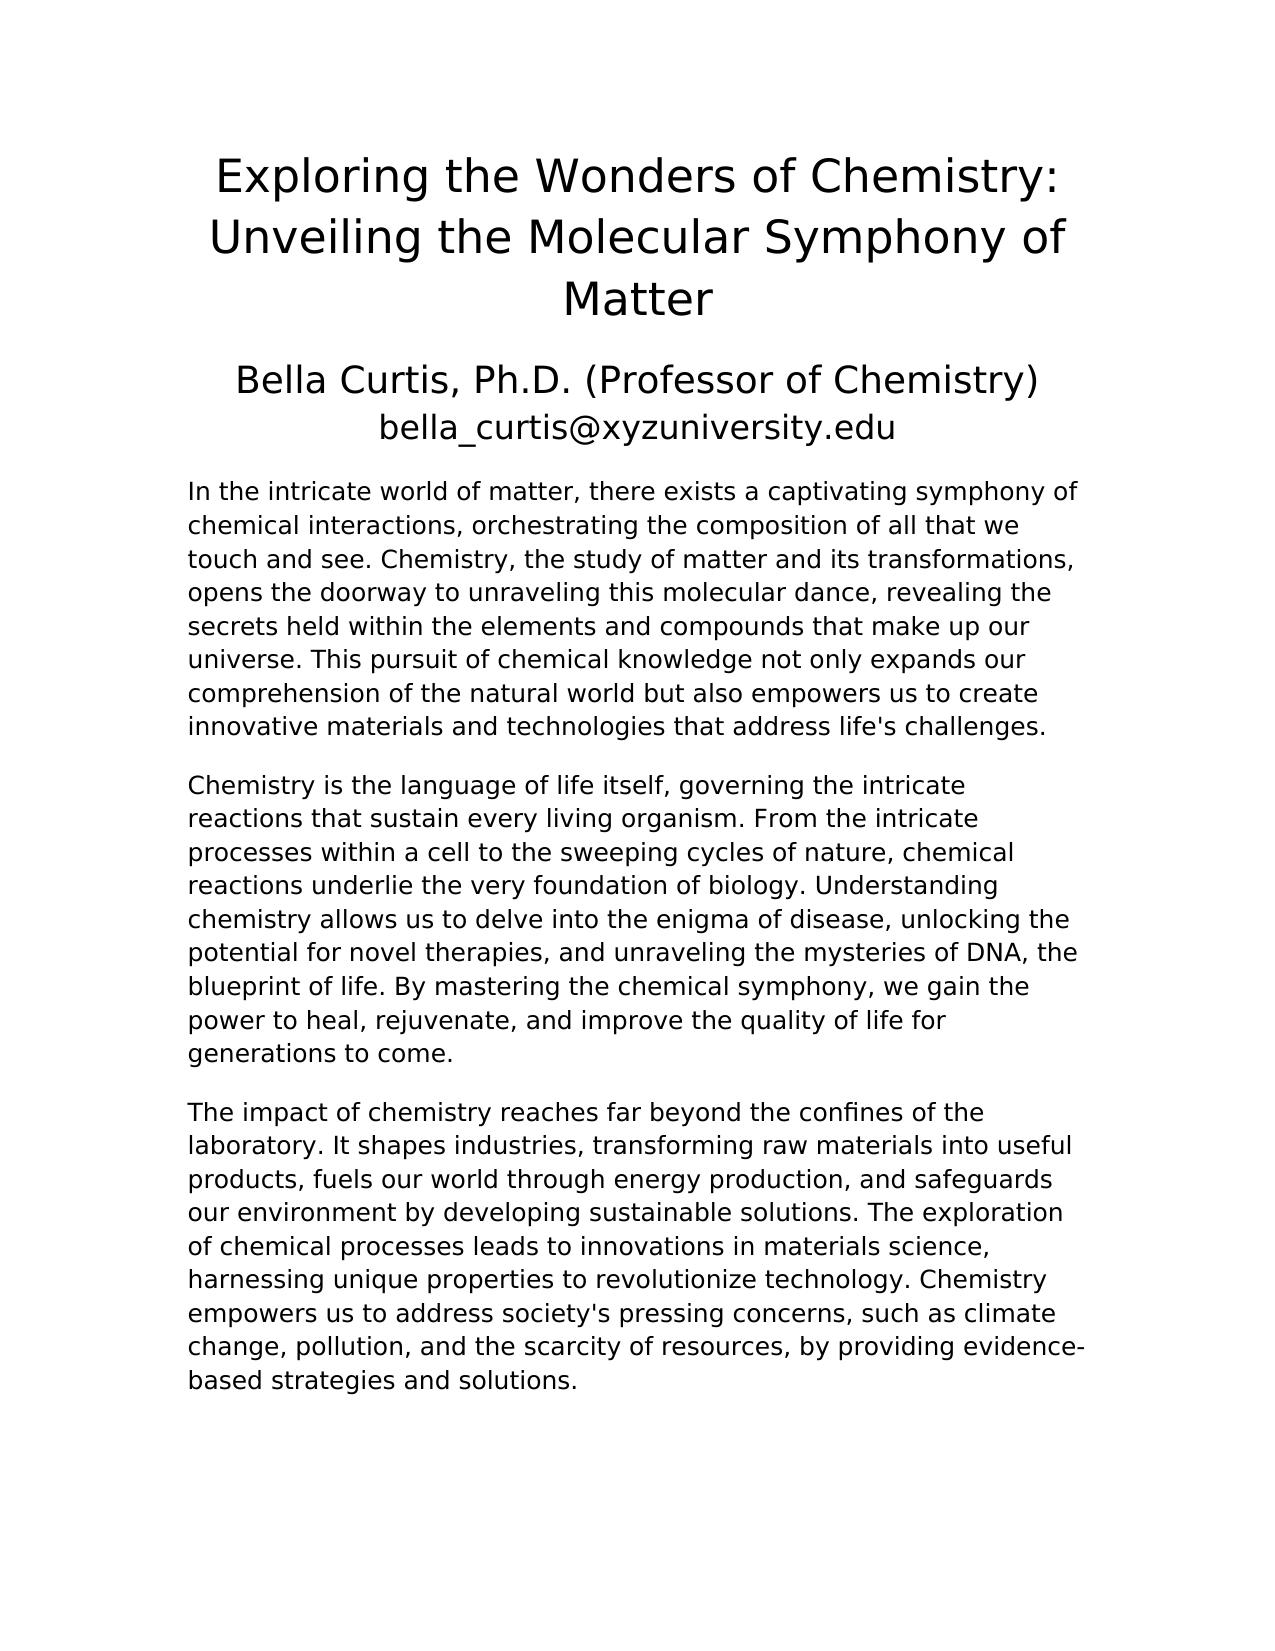 Exploring the Wonders of Chemistry:
Unveiling the Molecular Symphony of
Matter
Bella Curtis, Ph.D. (Professor of Chemistry)
bella_curtis@xyzuniversity.edu
In the intricate world of matter, there exists a captivating symphony of
chemical interactions, orchestrating the composition of all that we
touch and see. Chemistry, the study of matter and its transformations,
opens the doorway to unraveling this molecular dance, revealing the
secrets held within the elements and compounds that make up our
universe. This pursuit of chemical knowledge not only expands our
comprehension of the natural world but also empowers us to create
innovative materials and technologies that address life's challenges.
Chemistry is the language of life itself, governing the intricate
reactions that sustain every living organism. From the intricate
processes within a cell to the sweeping cycles of nature, chemical
reactions underlie the very foundation of biology. Understanding
chemistry allows us to delve into the enigma of disease, unlocking the
potential for novel therapies, and unraveling the mysteries of DNA, the
blueprint of life. By mastering the chemical symphony, we gain the
power to heal, rejuvenate, and improve the quality of life for
generations to come.
The impact of chemistry reaches far beyond the confines of the
laboratory. It shapes industries, transforming raw materials into useful
products, fuels our world through energy production, and safeguards
our environment by developing sustainable solutions. The exploration
of chemical processes leads to innovations in materials science,
harnessing unique properties to revolutionize technology. Chemistry
empowers us to address society's pressing concerns, such as climate
change, pollution, and the scarcity of resources, by providing evidence-
based strategies and solutions.